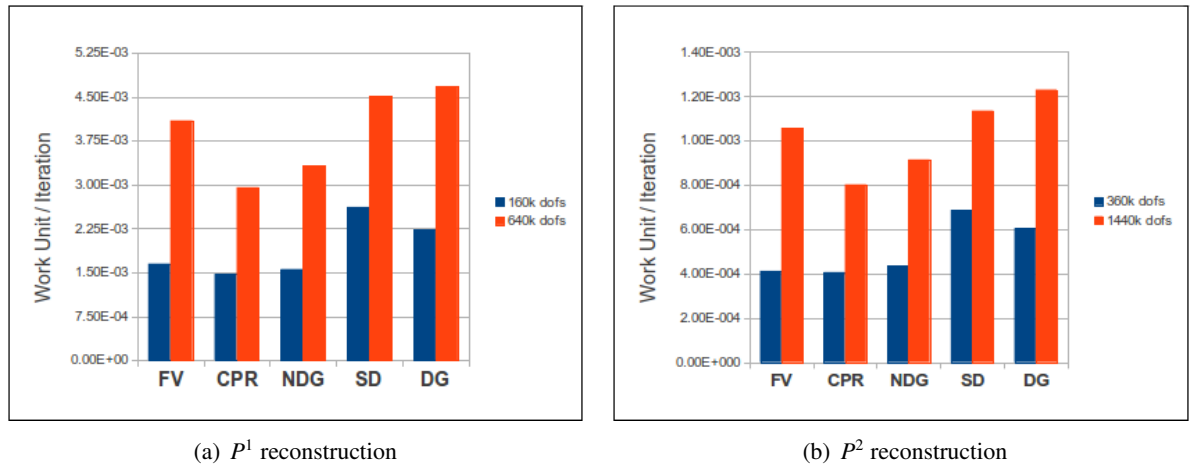 5.25E-03
4.50E-03
3.75E-03
3.00E-03
2.25E-03
1.50E-03
7.50E-04
0.00E+00
Work Unit / Iteration
FV CPR NDG SD DG
160k dofs
640k dofs
(a) P¹ reconstruction
1.40E-003
1.20E-003
1.00E-003
8.00E-004
6.00E-004
4.00E-004
2.00E-004
0.00E+000
Work Unit / Iteration
FV CPR NDG SD DG
360k dofs
1440k dofs
(b) P² reconstruction